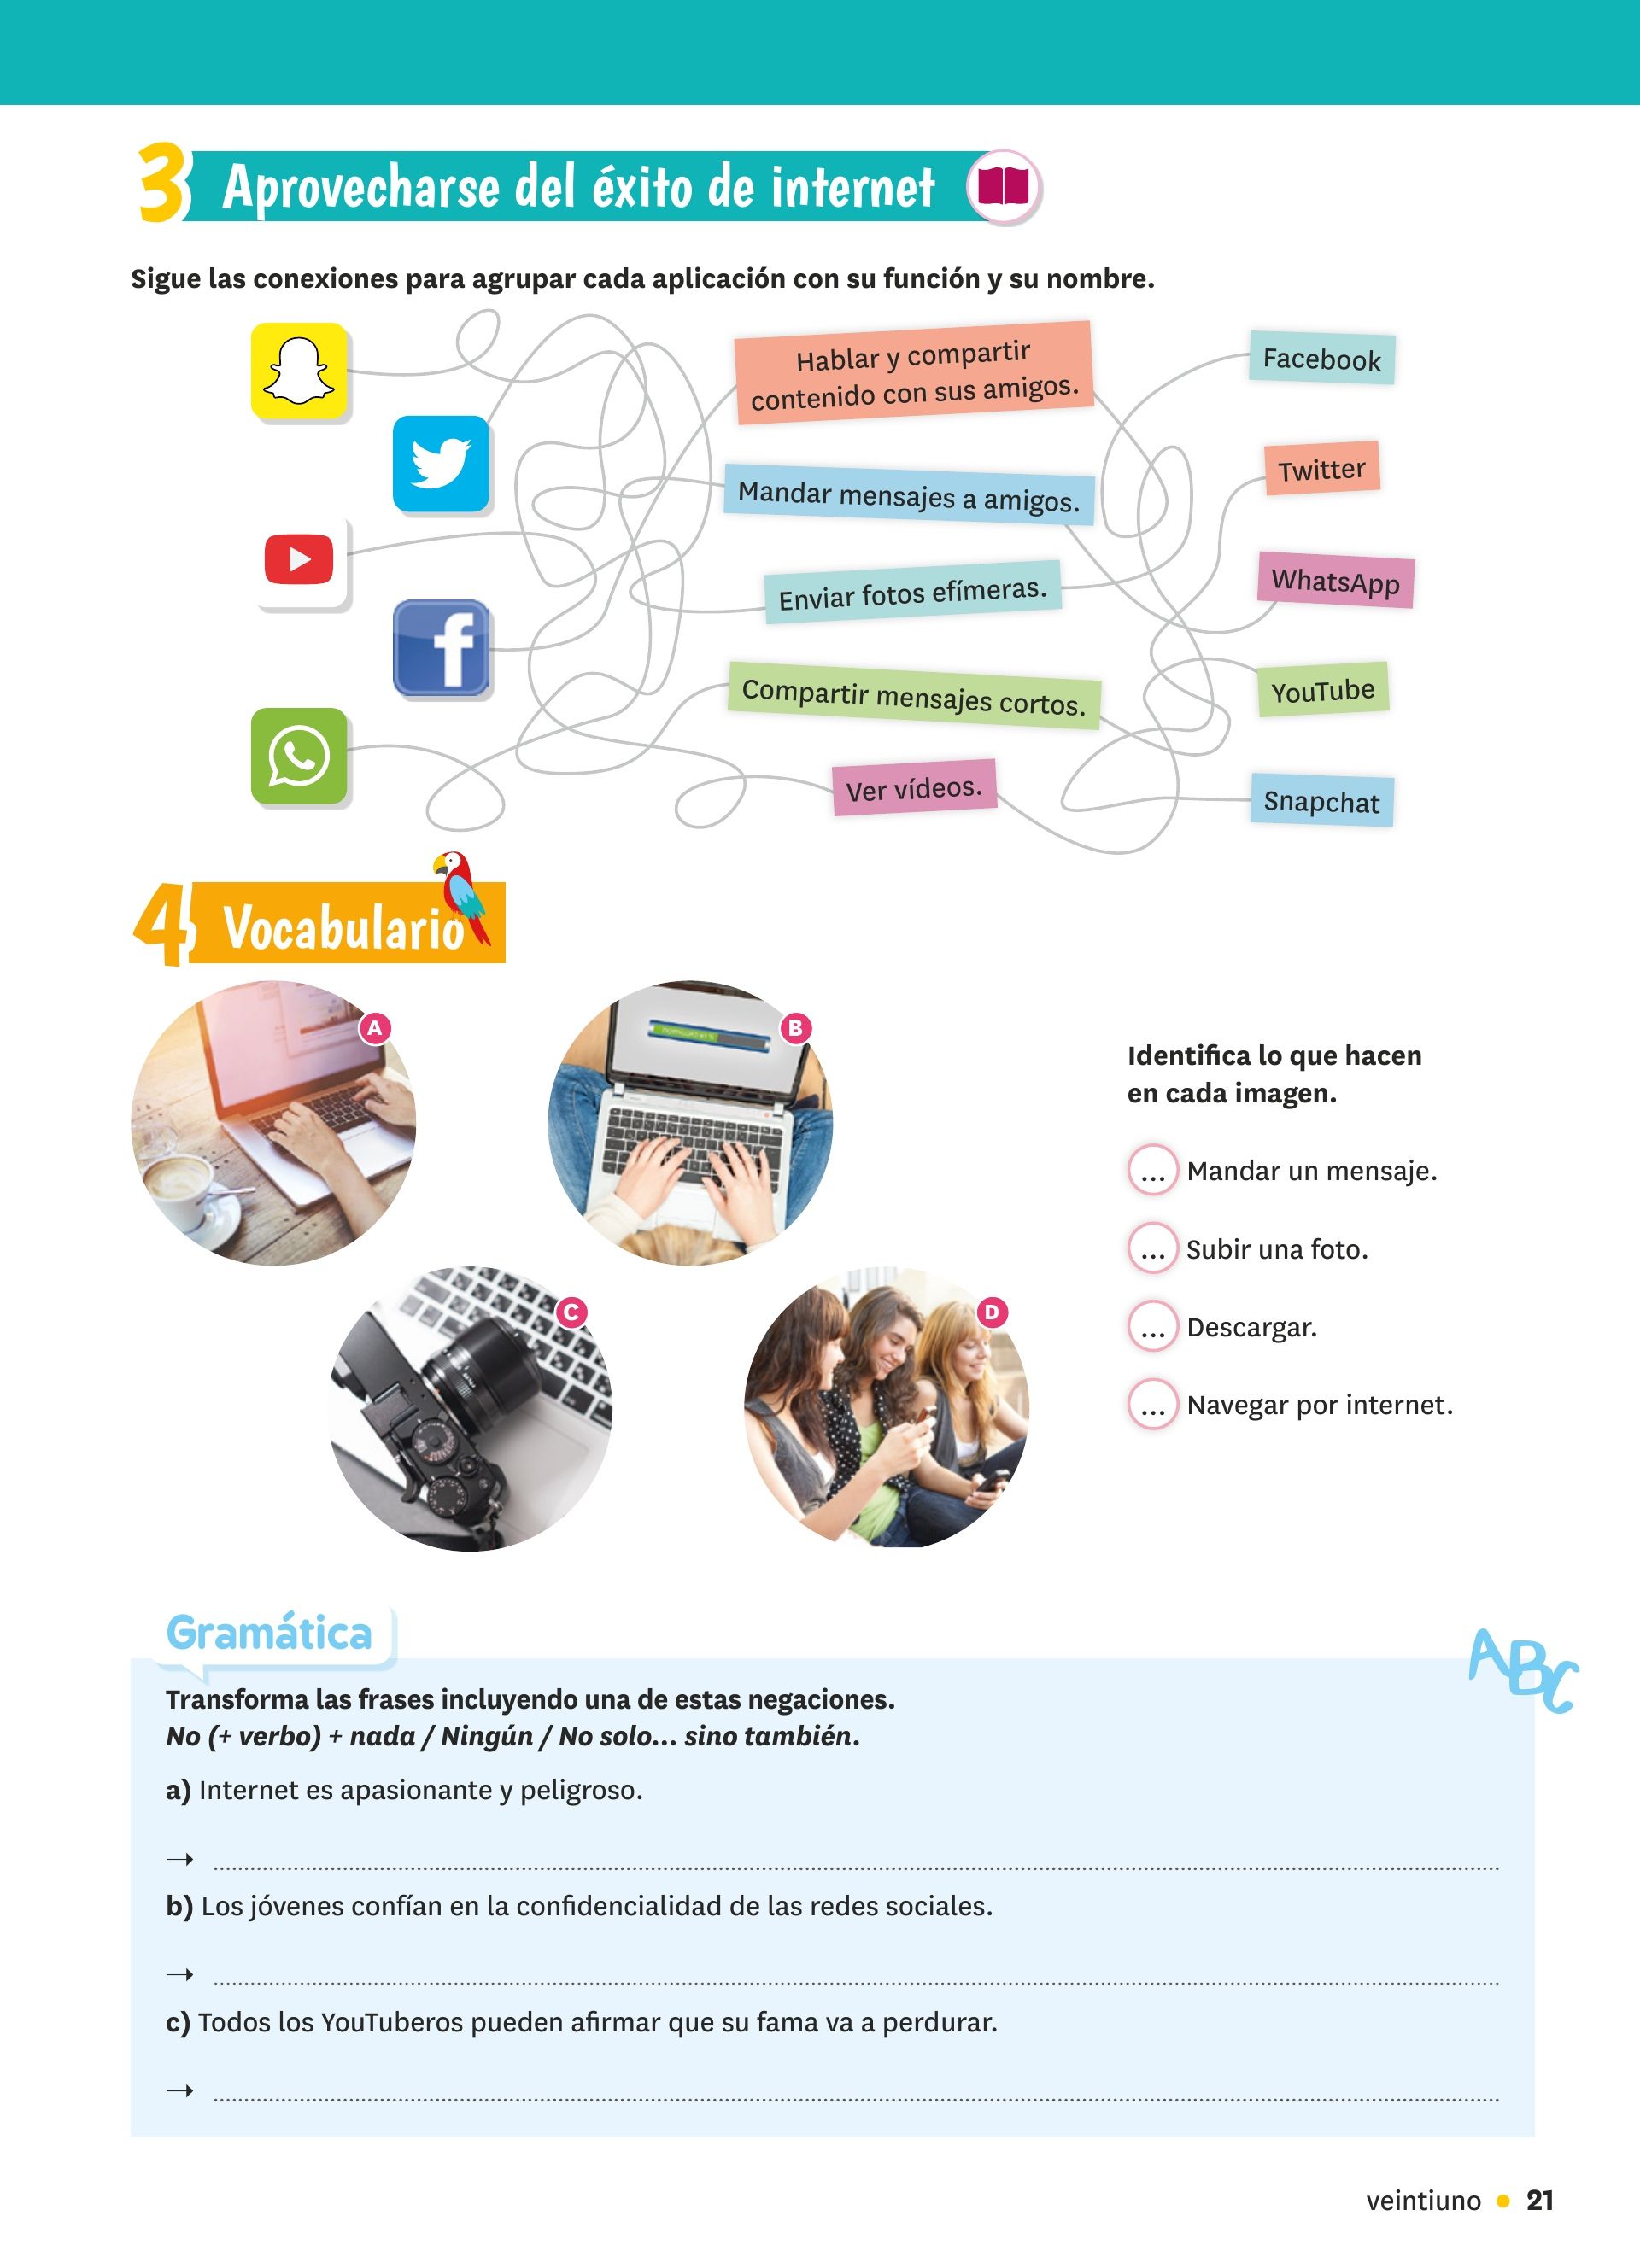 3 Aprovecharse del éxito de internet
Sigue las conexiones para agrupar cada aplicación con su función y su nombre.
Hablar y compartir
contenido con sus amigos.
Mandar mensajes a amigos.
Enviar fotos efímeras.
Compartir mensajes cortos.
Ver vídeos.
Facebook
Twitter
WhatsApp
YouTube
Snapchat
4 Vocabulario
A
B
C
D
Identifica lo que hacen
en cada imagen.
... Mandar un mensaje.
... Subir una foto.
... Descargar.
... Navegar por internet.
Gramática
ABC
Transforma las frases incluyendo una de estas negaciones.
No (+ verbo) + nada / Ningún / No solo... sino también.
a) Internet es apasionante y peligroso.
→
b) Los jóvenes confían en la confidencialidad de las redes sociales.
→
c) Todos los YouTuberos pueden afirmar que su fama va a perdurar.
→
veintiuno • 21